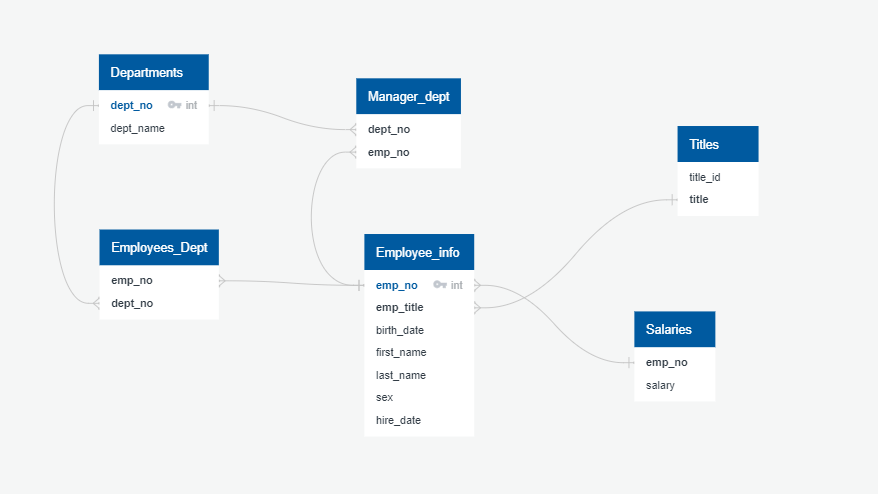 Departments
dept_no int
dept_name
Manager_dept
dept_no
emp_no
Titles
title_id
title
Employees_Dept
emp_no
dept_no
Employee_info
emp_no int
emp_title
birth_date
first_name
last_name
sex
hire_date
Salaries
emp_no
salary